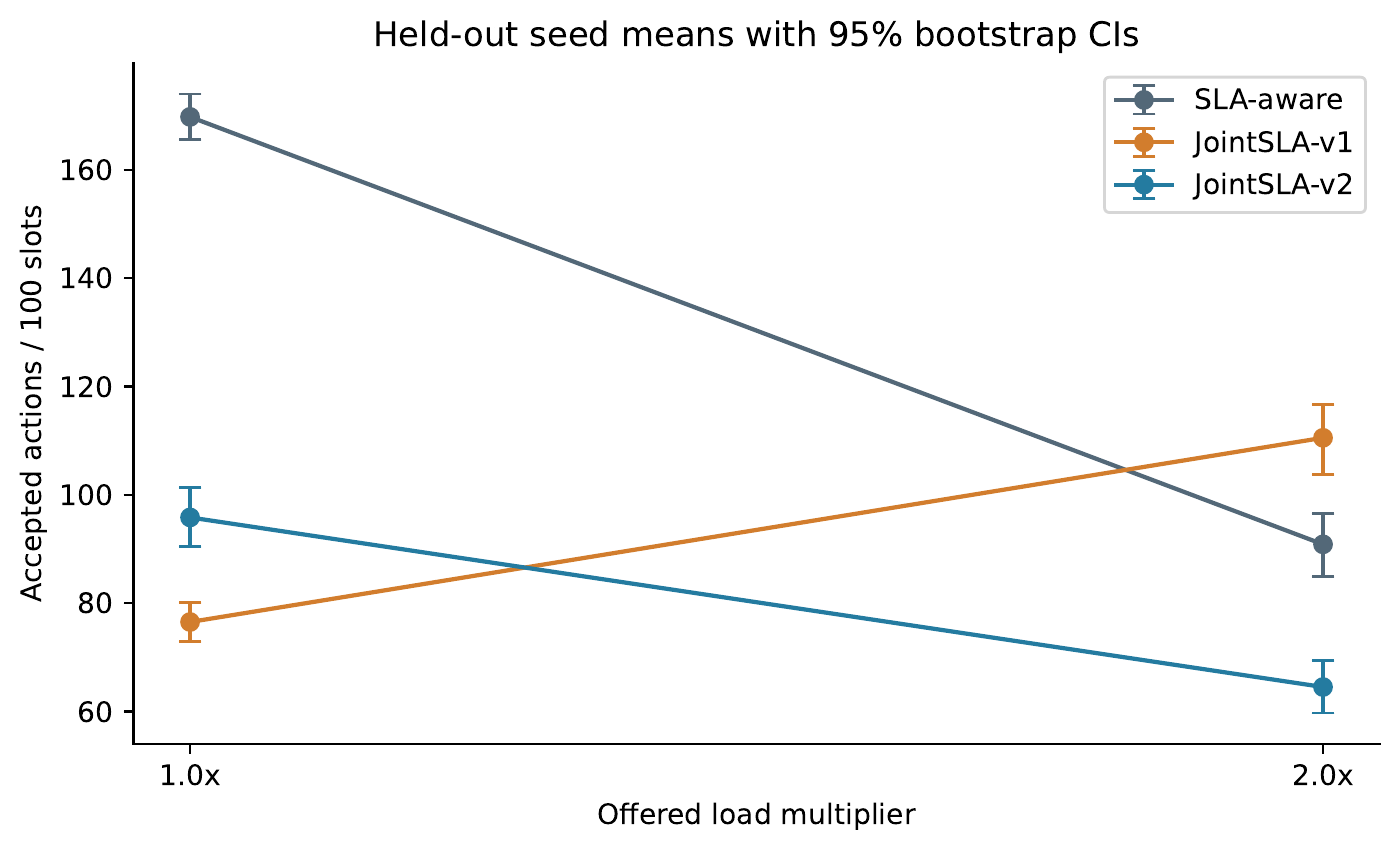 Held-out seed means with 95% bootstrap CIs
SLA-aware
JointSLA-v1
JointSLA-v2
Accepted actions / 100 slots
160
140
120
100
80
60
1.0x
2.0x
Offered load multiplier